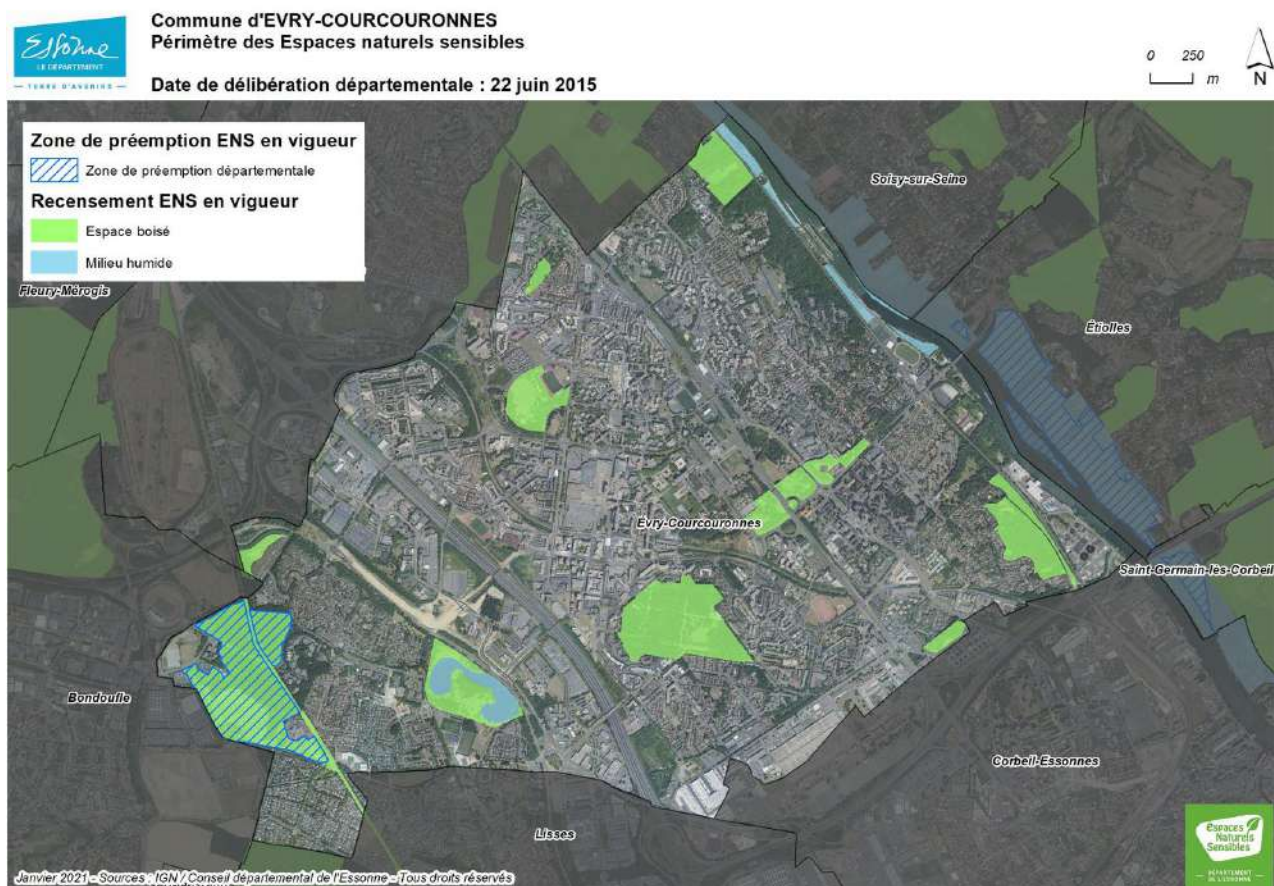 Essonne
LE DÉPARTEMENT
TERRE D'AVENIRS
Commune d'EVRY-COURCOURONNES
Périmètre des Espaces naturels sensibles
Date de délibération départementale : 22 juin 2015
0 250
m
N
Zone de préemption ENS en vigueur
Zone de préemption départementale
Recensement ENS en vigueur
Espace boisé
Milieu humide
Soisy-sur-Seine
Fleury-Mérogis
Étiolles
Evry-Courcouronnes
Saint-Germain-lès-Corbeil
Bondoufle
Corbeil-Essonnes
Lisses
Espaces
Naturels
Sensibles
DÉPARTEMENT
DE L'ESSONNE
Janvier 2021 - Sources : IGN / Conseil départemental de l'Essonne - Tous droits réservés